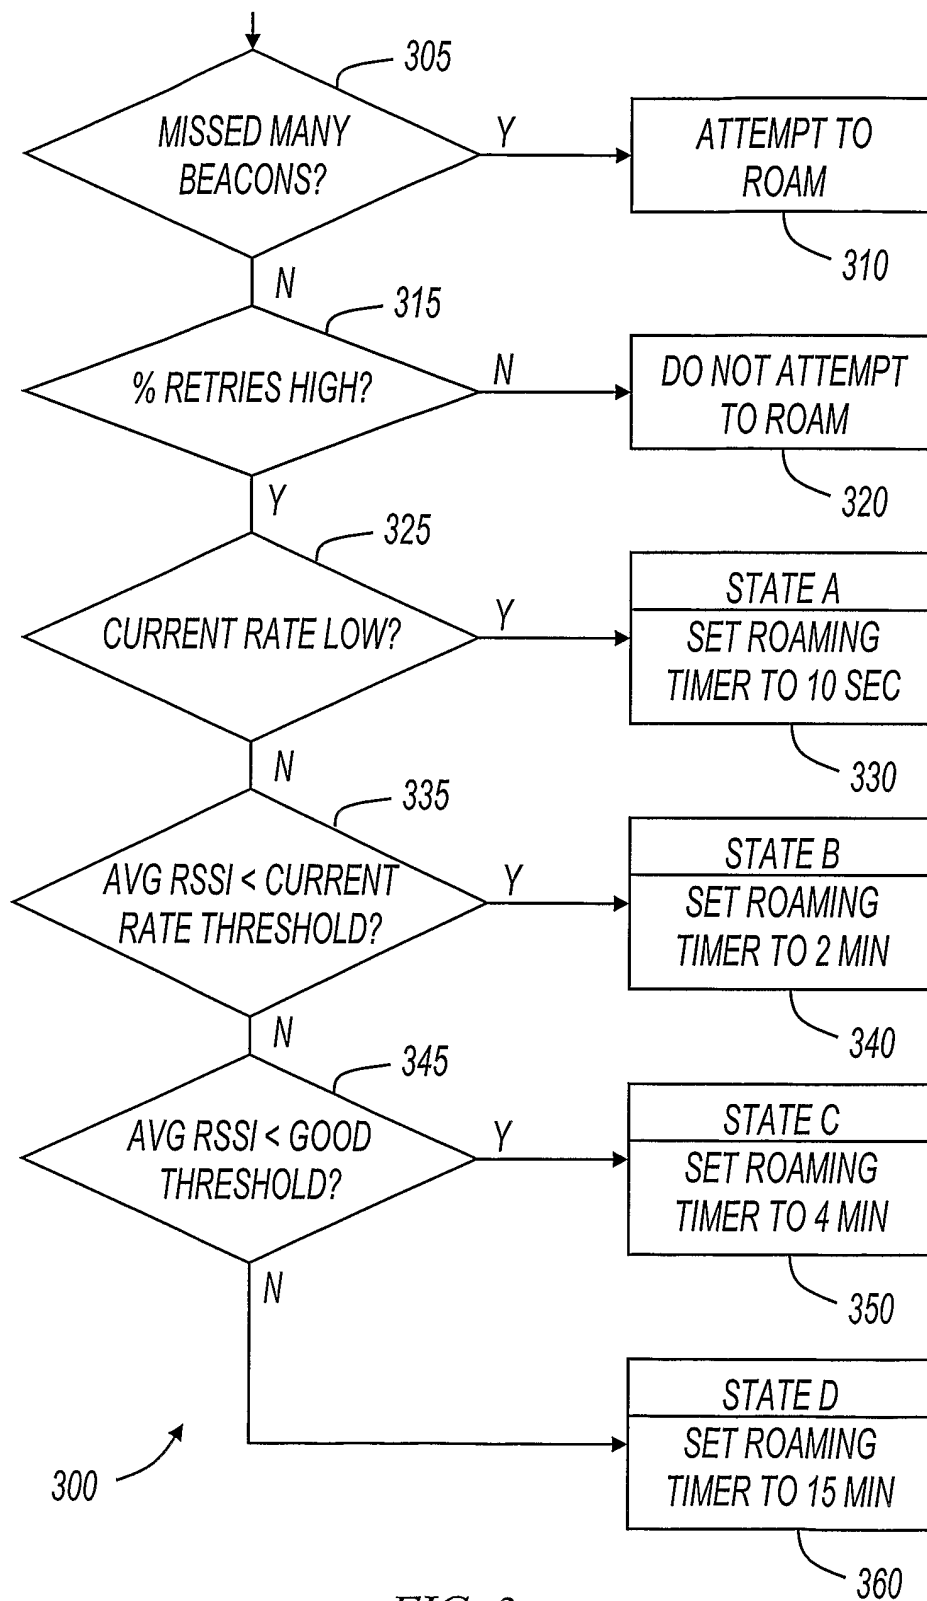 305
MISSED MANY
BEACONS?
Y
ATTEMPT TO
ROAM
310
N
315
% RETRIES HIGH?
N
DO NOT ATTEMPT
TO ROAM
320
Y
325
CURRENT RATE LOW?
Y
STATE A
SET ROAMING
TIMER TO 10 SEC
330
N
335
AVG RSSI < CURRENT
RATE THRESHOLD?
Y
STATE B
SET ROAMING
TIMER TO 2 MIN
340
N
345
AVG RSSI < GOOD
THRESHOLD?
Y
STATE C
SET ROAMING
TIMER TO 4 MIN
350
N
STATE D
SET ROAMING
TIMER TO 15 MIN
360
300